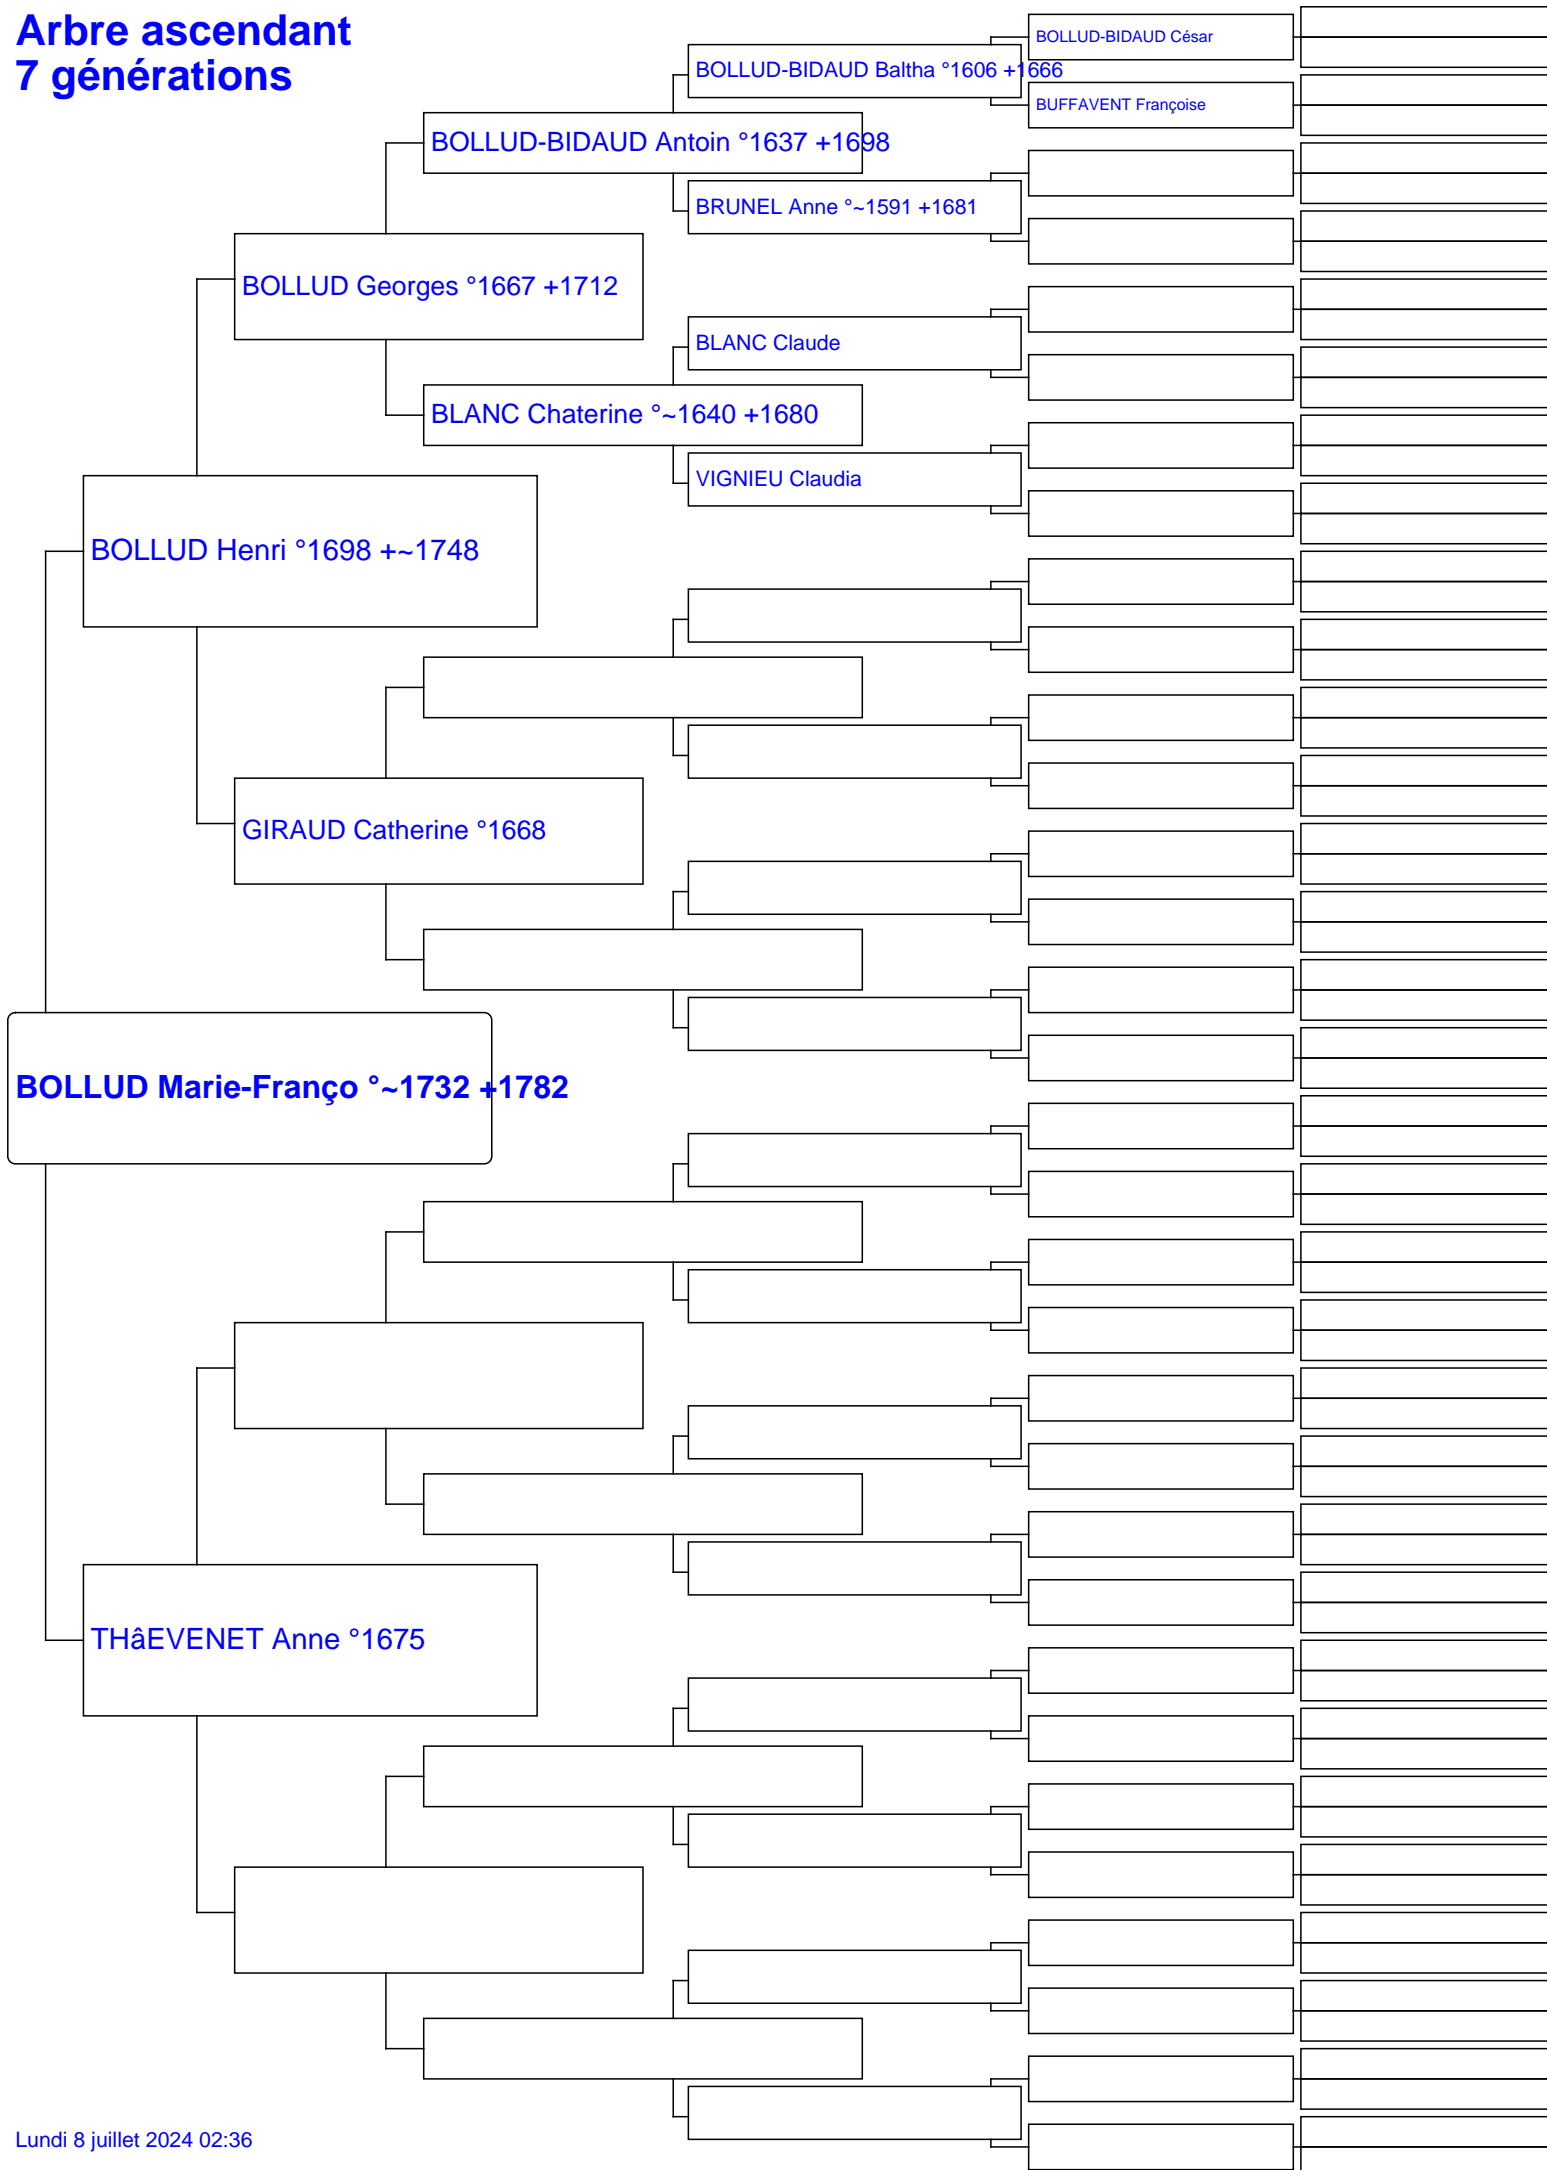 Arbre ascendant
7 générations
BOLLUD-BIDAUD César
BOLLUD-BIDAUD Baltha °1606 +1666
BUFFAVENT Françoise
BOLLUD-BIDAUD Antoin °1637 +1698
BRUNEL Anne °~1591 +1681
BOLLUD Georges °1667 +1712
BLANC Claude
BLANC Chaterine °~1640 +1680
VIGNIEU Claudia
BOLLUD Henri °1698 +~1748
GIRAUD Catherine °1668
BOLLUD Marie-Franço °~1732 +1782
THâEVENET Anne °1675
Lundi 8 juillet 2024 02:36